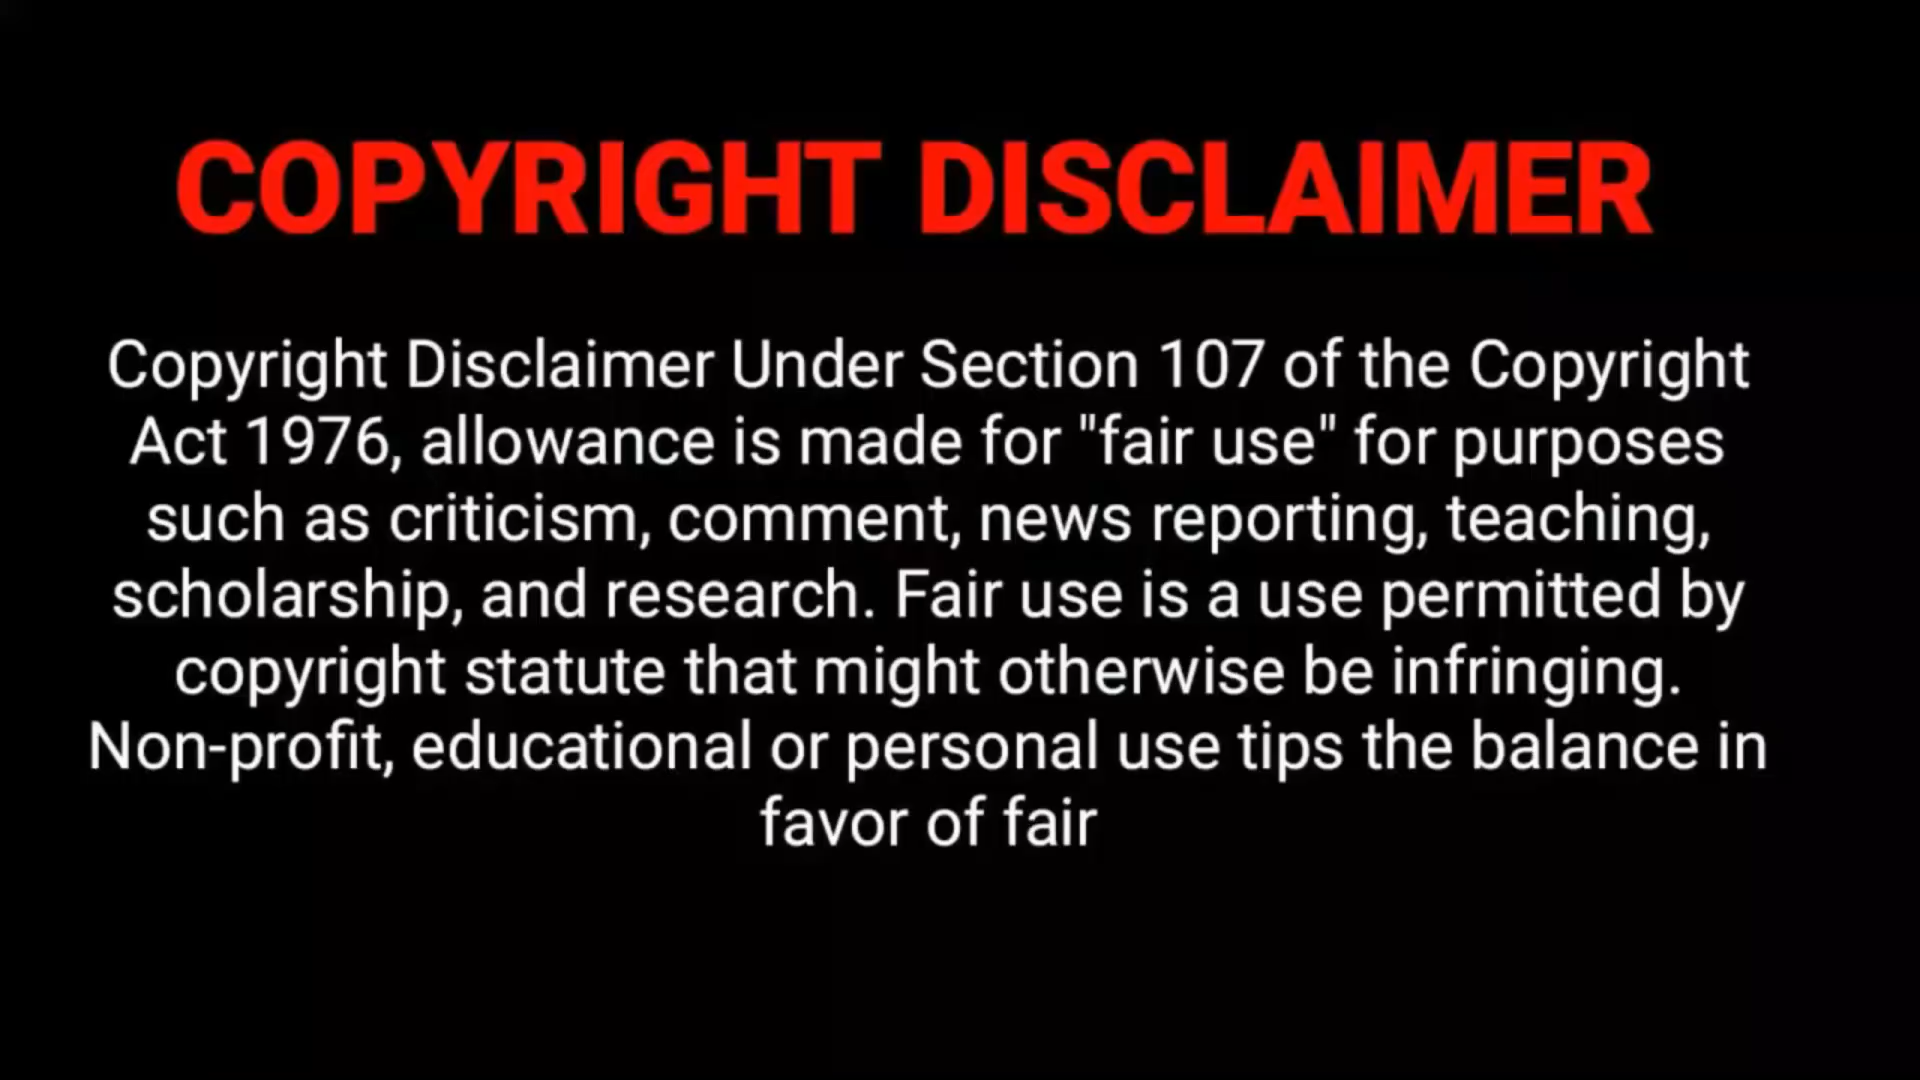 COPYRIGHT DISCLAIMER
Copyright Disclaimer Under Section 107 of the Copyright
Act 1976, allowance is made for "fair use" for purposes
such as criticism, comment, news reporting, teaching,
scholarship, and research. Fair use is a use permitted by
copyright statute that might otherwise be infringing.
Non-profit, educational or personal use tips the balance in
favor of fair